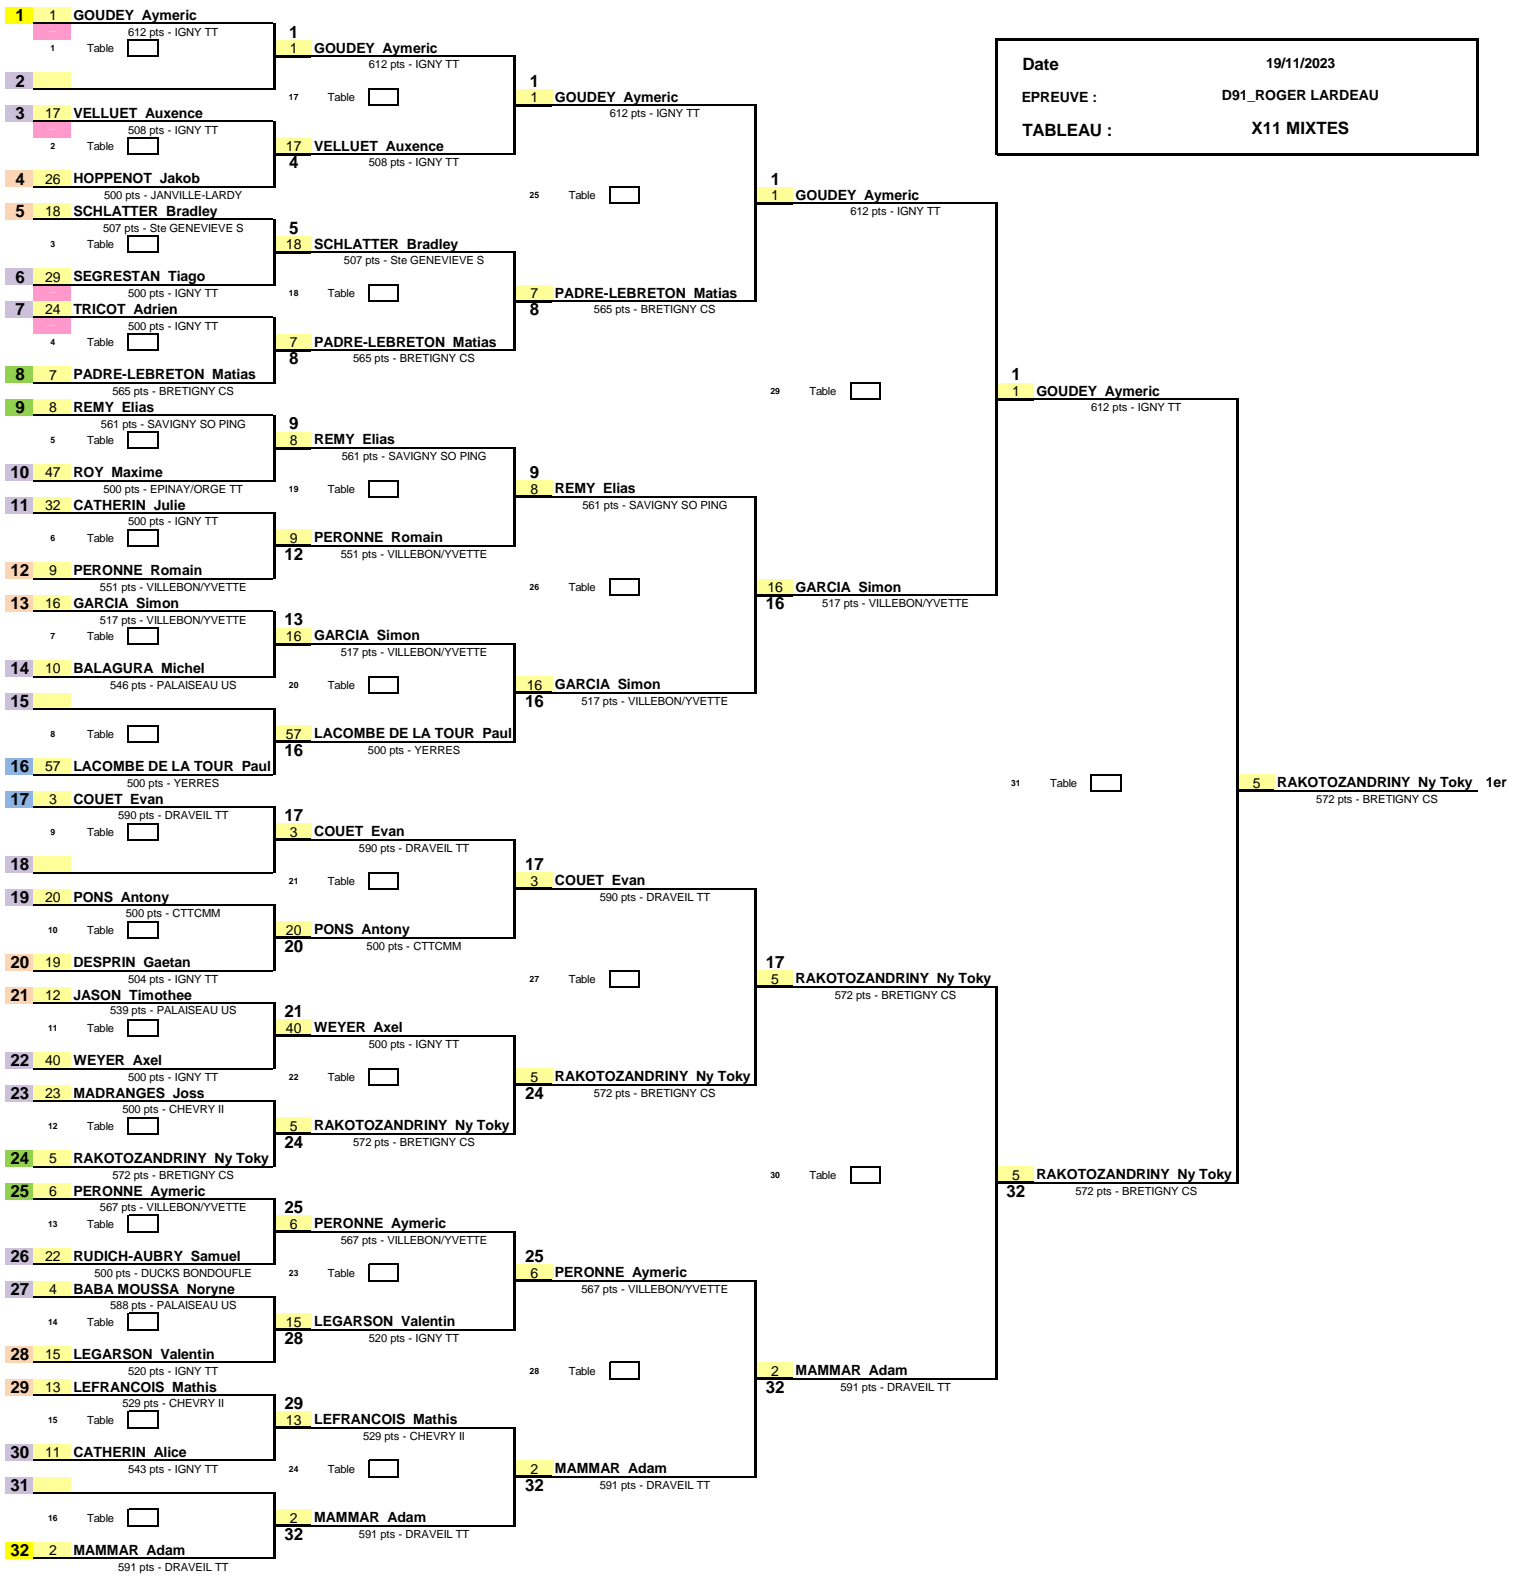 Date 19/11/2023
EPREUVE : D91_ROGER LARDEAU
TABLEAU : X11 MIXTES
1 1 GOUDEY Aymeric
612 pts - IGNY TT
1 Table
2
3 17 VELLUET Auxence
508 pts - IGNY TT
2 Table
4 26 HOPPENOT Jakob
500 pts - JANVILLE-LARDY
5 18 SCHLATTER Bradley
507 pts - Ste GENEVIEVE S
3 Table
6 29 SEGRESTAN Tiago
500 pts - IGNY TT
7 24 TRICOT Adrien
500 pts - IGNY TT
4 Table
8 7 PADRE-LEBRETON Matias
565 pts - BRETIGNY CS
9 8 REMY Elias
561 pts - SAVIGNY SO PING
5 Table
10 47 ROY Maxime
500 pts - EPINAY/ORGE TT
11 32 CATHERIN Julie
500 pts - IGNY TT
6 Table
12 9 PERONNE Romain
551 pts - VILLEBON/YVETTE
13 16 GARCIA Simon
517 pts - VILLEBON/YVETTE
7 Table
14 10 BALAGURA Michel
546 pts - PALAISEAU US
15
8 Table
16 57 LACOMBE DE LA TOUR Paul
500 pts - YERRES
17 3 COUET Evan
590 pts - DRAVEIL TT
9 Table
18
19 20 PONS Antony
500 pts - CTTCMM
10 Table
20 19 DESPRIN Gaetan
504 pts - IGNY TT
21 12 JASON Timothee
539 pts - PALAISEAU US
11 Table
22 40 WEYER Axel
500 pts - IGNY TT
23 23 MADRANGES Joss
500 pts - CHEVRY II
12 Table
24 5 RAKOTOZANDRINY Ny Toky
572 pts - BRETIGNY CS
25 6 PERONNE Aymeric
567 pts - VILLEBON/YVETTE
13 Table
26 22 RUDICH-AUBRY Samuel
500 pts - DUCKS BONDOUFLE
27 4 BABA MOUSSA Noryne
588 pts - PALAISEAU US
14 Table
28 15 LEGARSON Valentin
520 pts - IGNY TT
29 13 LEFRANCOIS Mathis
529 pts - CHEVRY II
15 Table
30 11 CATHERIN Alice
543 pts - IGNY TT
31
16 Table
32 2 MAMMAR Adam
591 pts - DRAVEIL TT
1
1 GOUDEY Aymeric
612 pts - IGNY TT
17 Table
17 VELLUET Auxence
4 508 pts - IGNY TT
5
18 SCHLATTER Bradley
507 pts - Ste GENEVIEVE S
18 Table
7 PADRE-LEBRETON Matias
8 565 pts - BRETIGNY CS
9
8 REMY Elias
561 pts - SAVIGNY SO PING
19 Table
9 PERONNE Romain
12 551 pts - VILLEBON/YVETTE
13
16 GARCIA Simon
517 pts - VILLEBON/YVETTE
20 Table
57 LACOMBE DE LA TOUR Paul
16 500 pts - YERRES
17
3 COUET Evan
590 pts - DRAVEIL TT
21 Table
20 PONS Antony
20 500 pts - CTTCMM
21
40 WEYER Axel
500 pts - IGNY TT
22 Table
5 RAKOTOZANDRINY Ny Toky
24 572 pts - BRETIGNY CS
25
6 PERONNE Aymeric
567 pts - VILLEBON/YVETTE
23 Table
15 LEGARSON Valentin
28 520 pts - IGNY TT
29
13 LEFRANCOIS Mathis
529 pts - CHEVRY II
24 Table
2 MAMMAR Adam
32 591 pts - DRAVEIL TT
1
1 GOUDEY Aymeric
612 pts - IGNY TT
25 Table
7 PADRE-LEBRETON Matias
8 565 pts - BRETIGNY CS
9
8 REMY Elias
561 pts - SAVIGNY SO PING
26 Table
16 GARCIA Simon
16 517 pts - VILLEBON/YVETTE
17
3 COUET Evan
590 pts - DRAVEIL TT
27 Table
5 RAKOTOZANDRINY Ny Toky
24 572 pts - BRETIGNY CS
25
6 PERONNE Aymeric
567 pts - VILLEBON/YVETTE
28 Table
2 MAMMAR Adam
32 591 pts - DRAVEIL TT
1
1 GOUDEY Aymeric
612 pts - IGNY TT
29 Table
16 GARCIA Simon
16 517 pts - VILLEBON/YVETTE
17
5 RAKOTOZANDRINY Ny Toky
572 pts - BRETIGNY CS
30 Table
2 MAMMAR Adam
32 591 pts - DRAVEIL TT
1
1 GOUDEY Aymeric
612 pts - IGNY TT
31 Table
5 RAKOTOZANDRINY Ny Toky
32 572 pts - BRETIGNY CS
5 RAKOTOZANDRINY Ny Toky 1er
572 pts - BRETIGNY CS